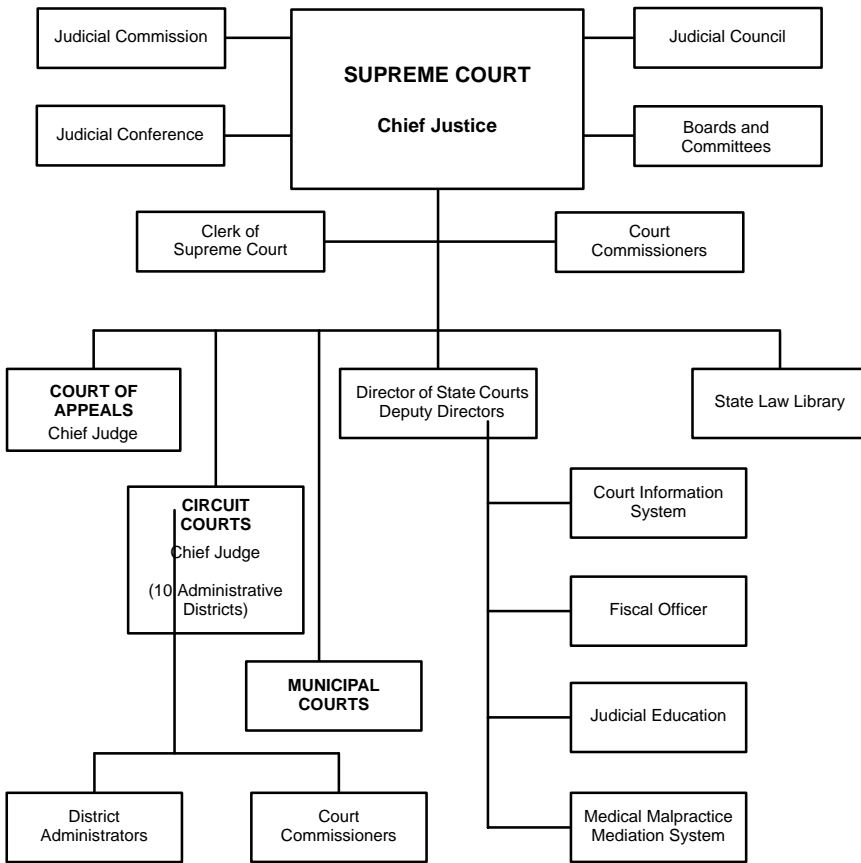 Judicial Commission
SUPREME COURT
Chief Justice
Judicial Council
Judicial Conference
Boards and
Committees
Clerk of
Supreme Court
Court
Commissioners
COURT OF
APPEALS
Chief Judge
Director of State Courts
Deputy Directors
State Law Library
CIRCUIT
COURTS
Chief Judge
(10 Administrative
Districts)
Court Information
System
Fiscal Officer
MUNICIPAL
COURTS
Judicial Education
District
Administrators
Court
Commissioners
Medical Malpractice
Mediation System